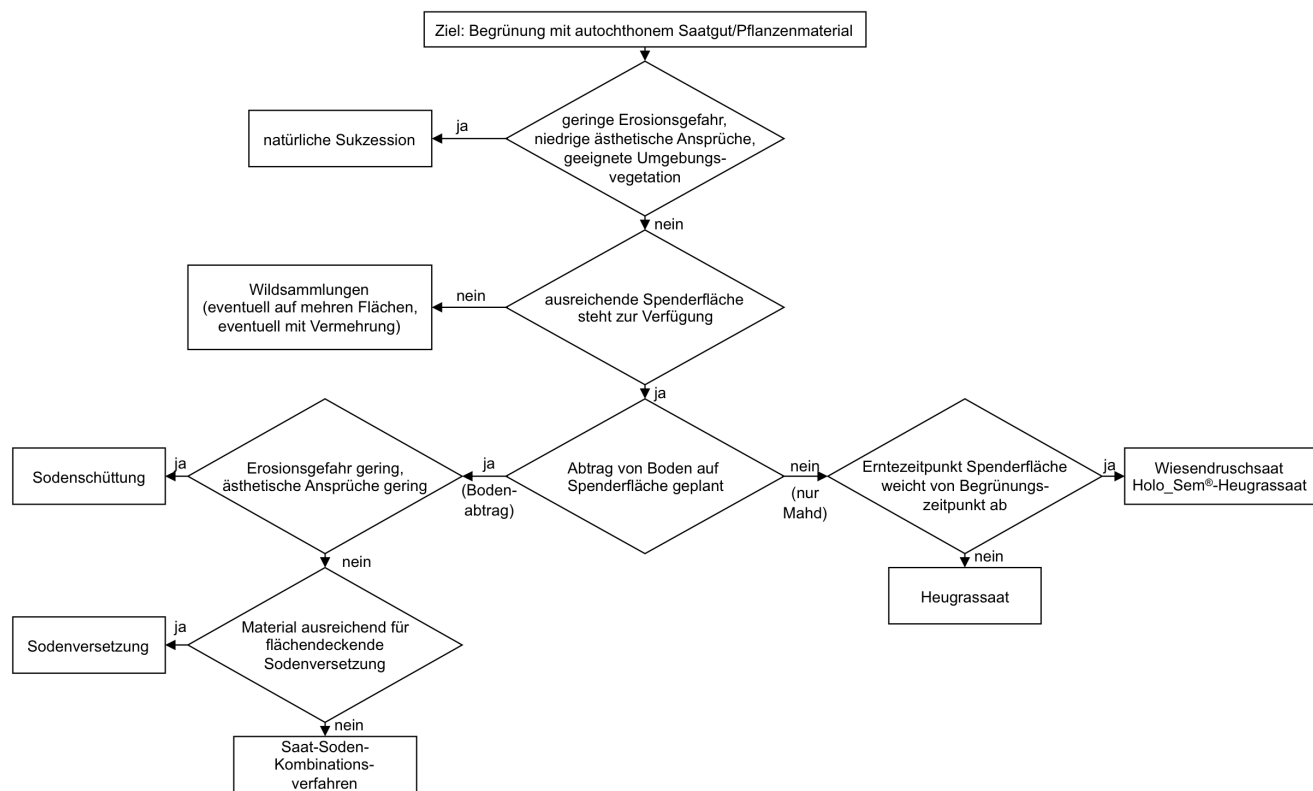 Ziel: Begrünung mit autochthonem Saatgut/Pflanzenmaterial
geringe Erosionsgefahr,
niedrige ästhetische Ansprüche,
geeignete Umgebungs-
vegetation
ja
natürliche Sukzession
nein
ausreichende Spenderfläche
steht zur Verfügung
nein
Wildsammlungen
(eventuell auf mehren Flächen,
eventuell mit Vermehrung)
ja
Abtrag von Boden auf
Spenderfläche geplant
ja
(Boden-
abtrag)
Erosionsgefahr gering,
ästhetische Ansprüche gering
ja
Sodenschüttung
nein
(nur
Mahd)
Erntezeitpunkt Spenderfläche
weicht von Begrünungs-
zeitpunkt ab
ja
Wiesendruschsaat
Holo_Sem®-Heugrassaat
nein
Heugrassaat
nein
Material ausreichend für
flächendeckende
Sodenversetzung
ja
Sodenversetzung
nein
Saat-Soden-
Kombinations-
verfahren